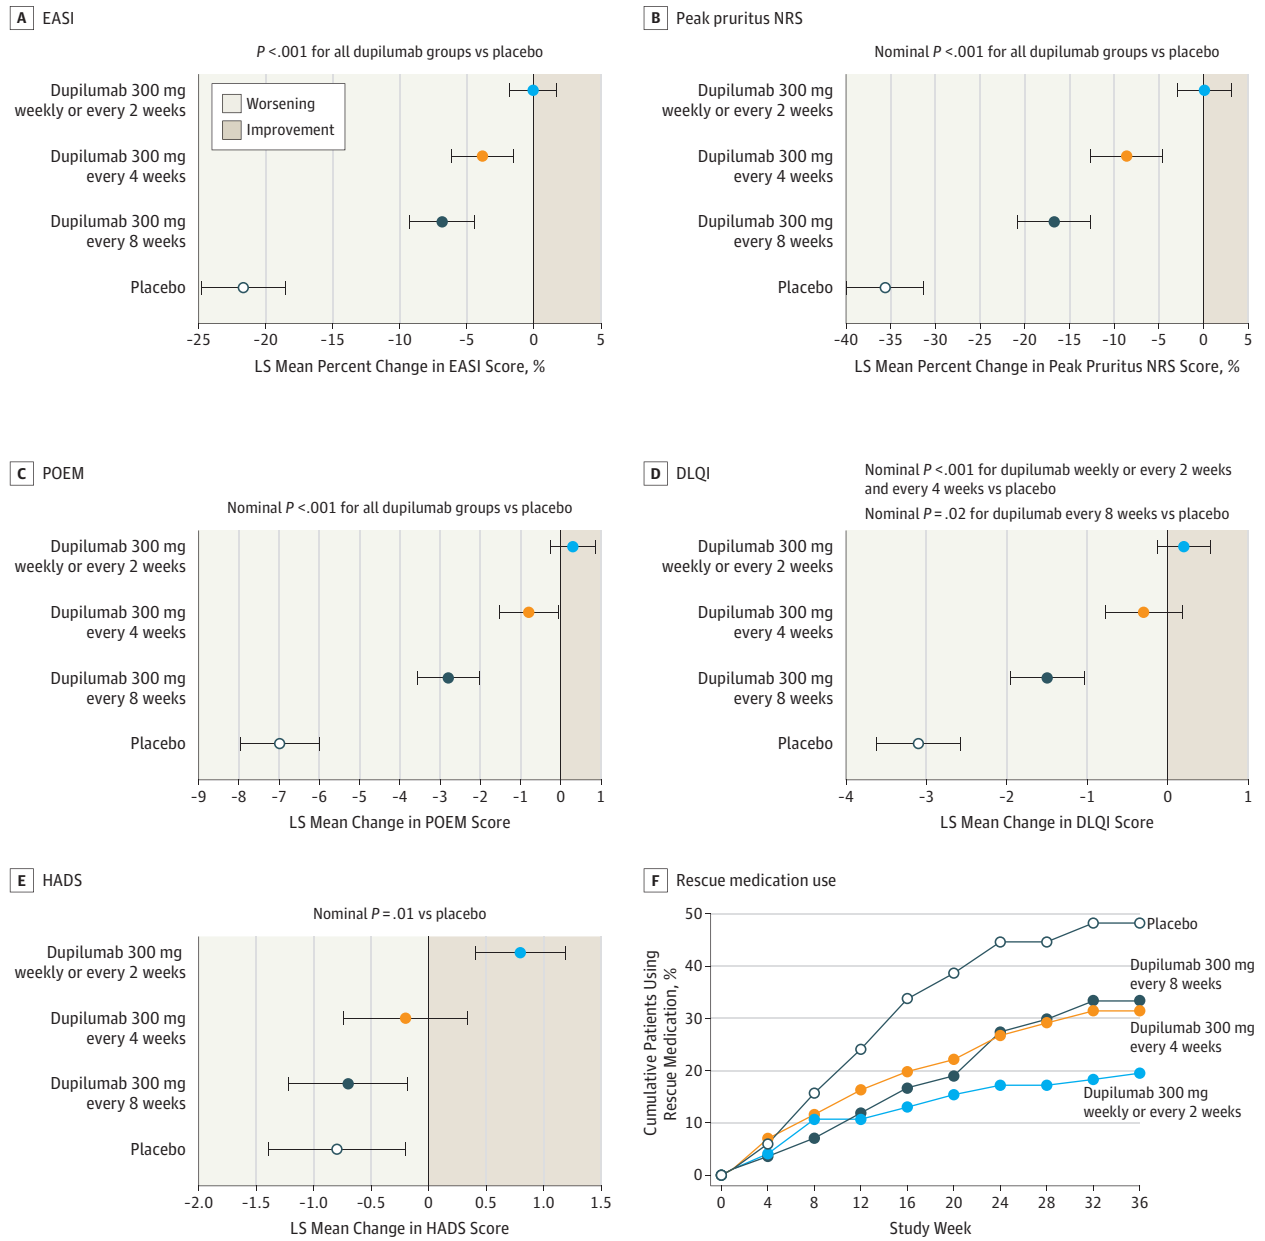 A EASI
P <.001 for all dupilumab groups vs placebo
Dupilumab 300 mg
weekly or every 2 weeks
Dupilumab 300 mg
every 4 weeks
Dupilumab 300 mg
every 8 weeks
Placebo
Worsening
Improvement
-25 -20 -15 -10 -5 0 5
LS Mean Percent Change in EASI Score, %
B Peak pruritus NRS
Nominal P <.001 for all dupilumab groups vs placebo
Dupilumab 300 mg
weekly or every 2 weeks
Dupilumab 300 mg
every 4 weeks
Dupilumab 300 mg
every 8 weeks
Placebo
-40 -35 -30 -25 -20 -15 -10 -5 0 5
LS Mean Percent Change in Peak Pruritus NRS Score, %
C POEM
Nominal P <.001 for all dupilumab groups vs placebo
Dupilumab 300 mg
weekly or every 2 weeks
Dupilumab 300 mg
every 4 weeks
Dupilumab 300 mg
every 8 weeks
Placebo
-9 -8 -7 -6 -5 -4 -3 -2 -1 0 1
LS Mean Change in POEM Score
D DLQI
Nominal P <.001 for dupilumab weekly or every 2 weeks
and every 4 weeks vs placebo
Nominal P = .02 for dupilumab every 8 weeks vs placebo
Dupilumab 300 mg
weekly or every 2 weeks
Dupilumab 300 mg
every 4 weeks
Dupilumab 300 mg
every 8 weeks
Placebo
-4 -3 -2 -1 0 1
LS Mean Change in DLQI Score
E HADS
Nominal P = .01 vs placebo
Dupilumab 300 mg
weekly or every 2 weeks
Dupilumab 300 mg
every 4 weeks
Dupilumab 300 mg
every 8 weeks
Placebo
-2.0 -1.5 -1.0 -0.5 0 0.5 1.0 1.5
LS Mean Change in HADS Score
F Rescue medication use
Cumulative Patients Using
Rescue Medication, %
50
40
30
20
10
0
Placebo
Dupilumab 300 mg
every 8 weeks
Dupilumab 300 mg
every 4 weeks
Dupilumab 300 mg
weekly or every 2 weeks
0 4 8 12 16 20 24 28 32 36
Study Week